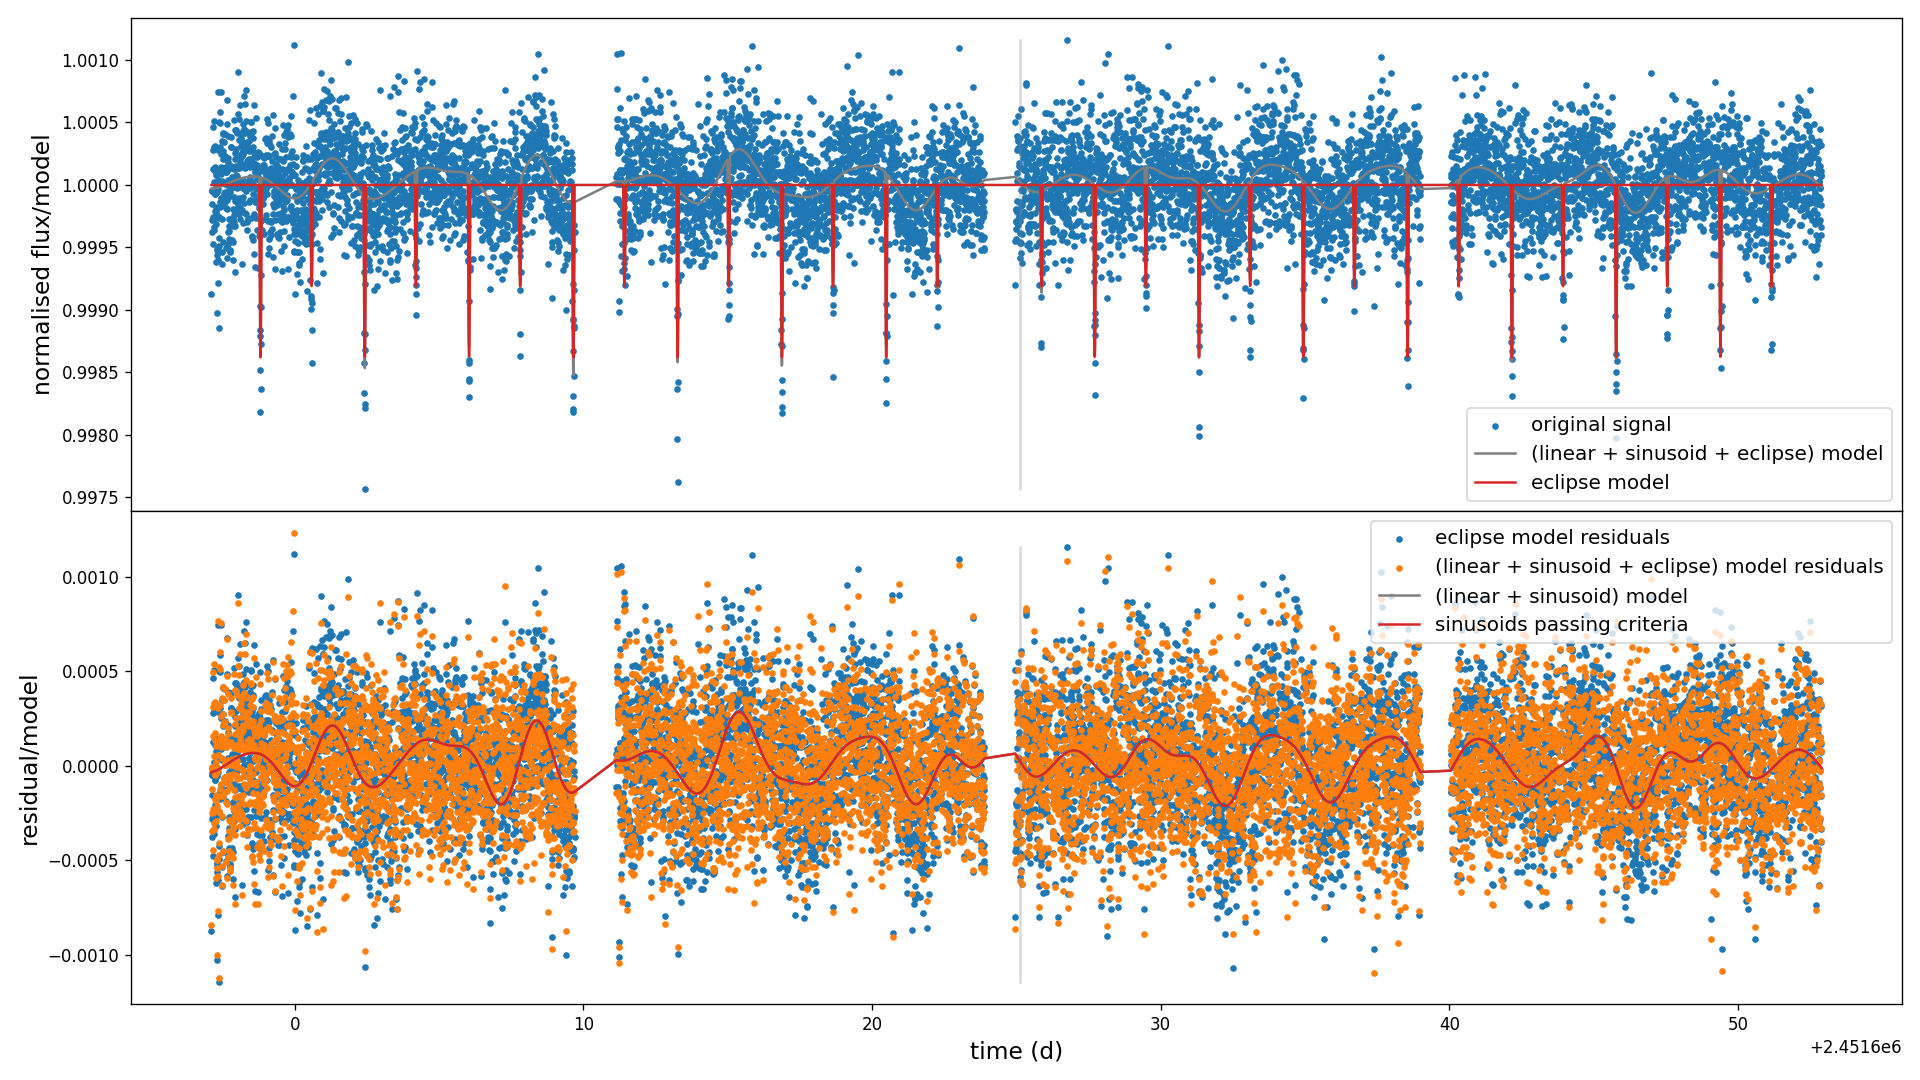 normalised flux/model
1.0010
1.0005
1.0000
0.9995
0.9990
0.9985
0.9980
0.9975
original signal
(linear + sinusoid + eclipse) model
eclipse model
residual/model
0.0010
0.0005
0.0000
−0.0005
−0.0010
eclipse model residuals
(linear + sinusoid + eclipse) model residuals
(linear + sinusoid) model
sinusoids passing criteria
0 10 20 30 40 50
time (d)
+2.4516e6